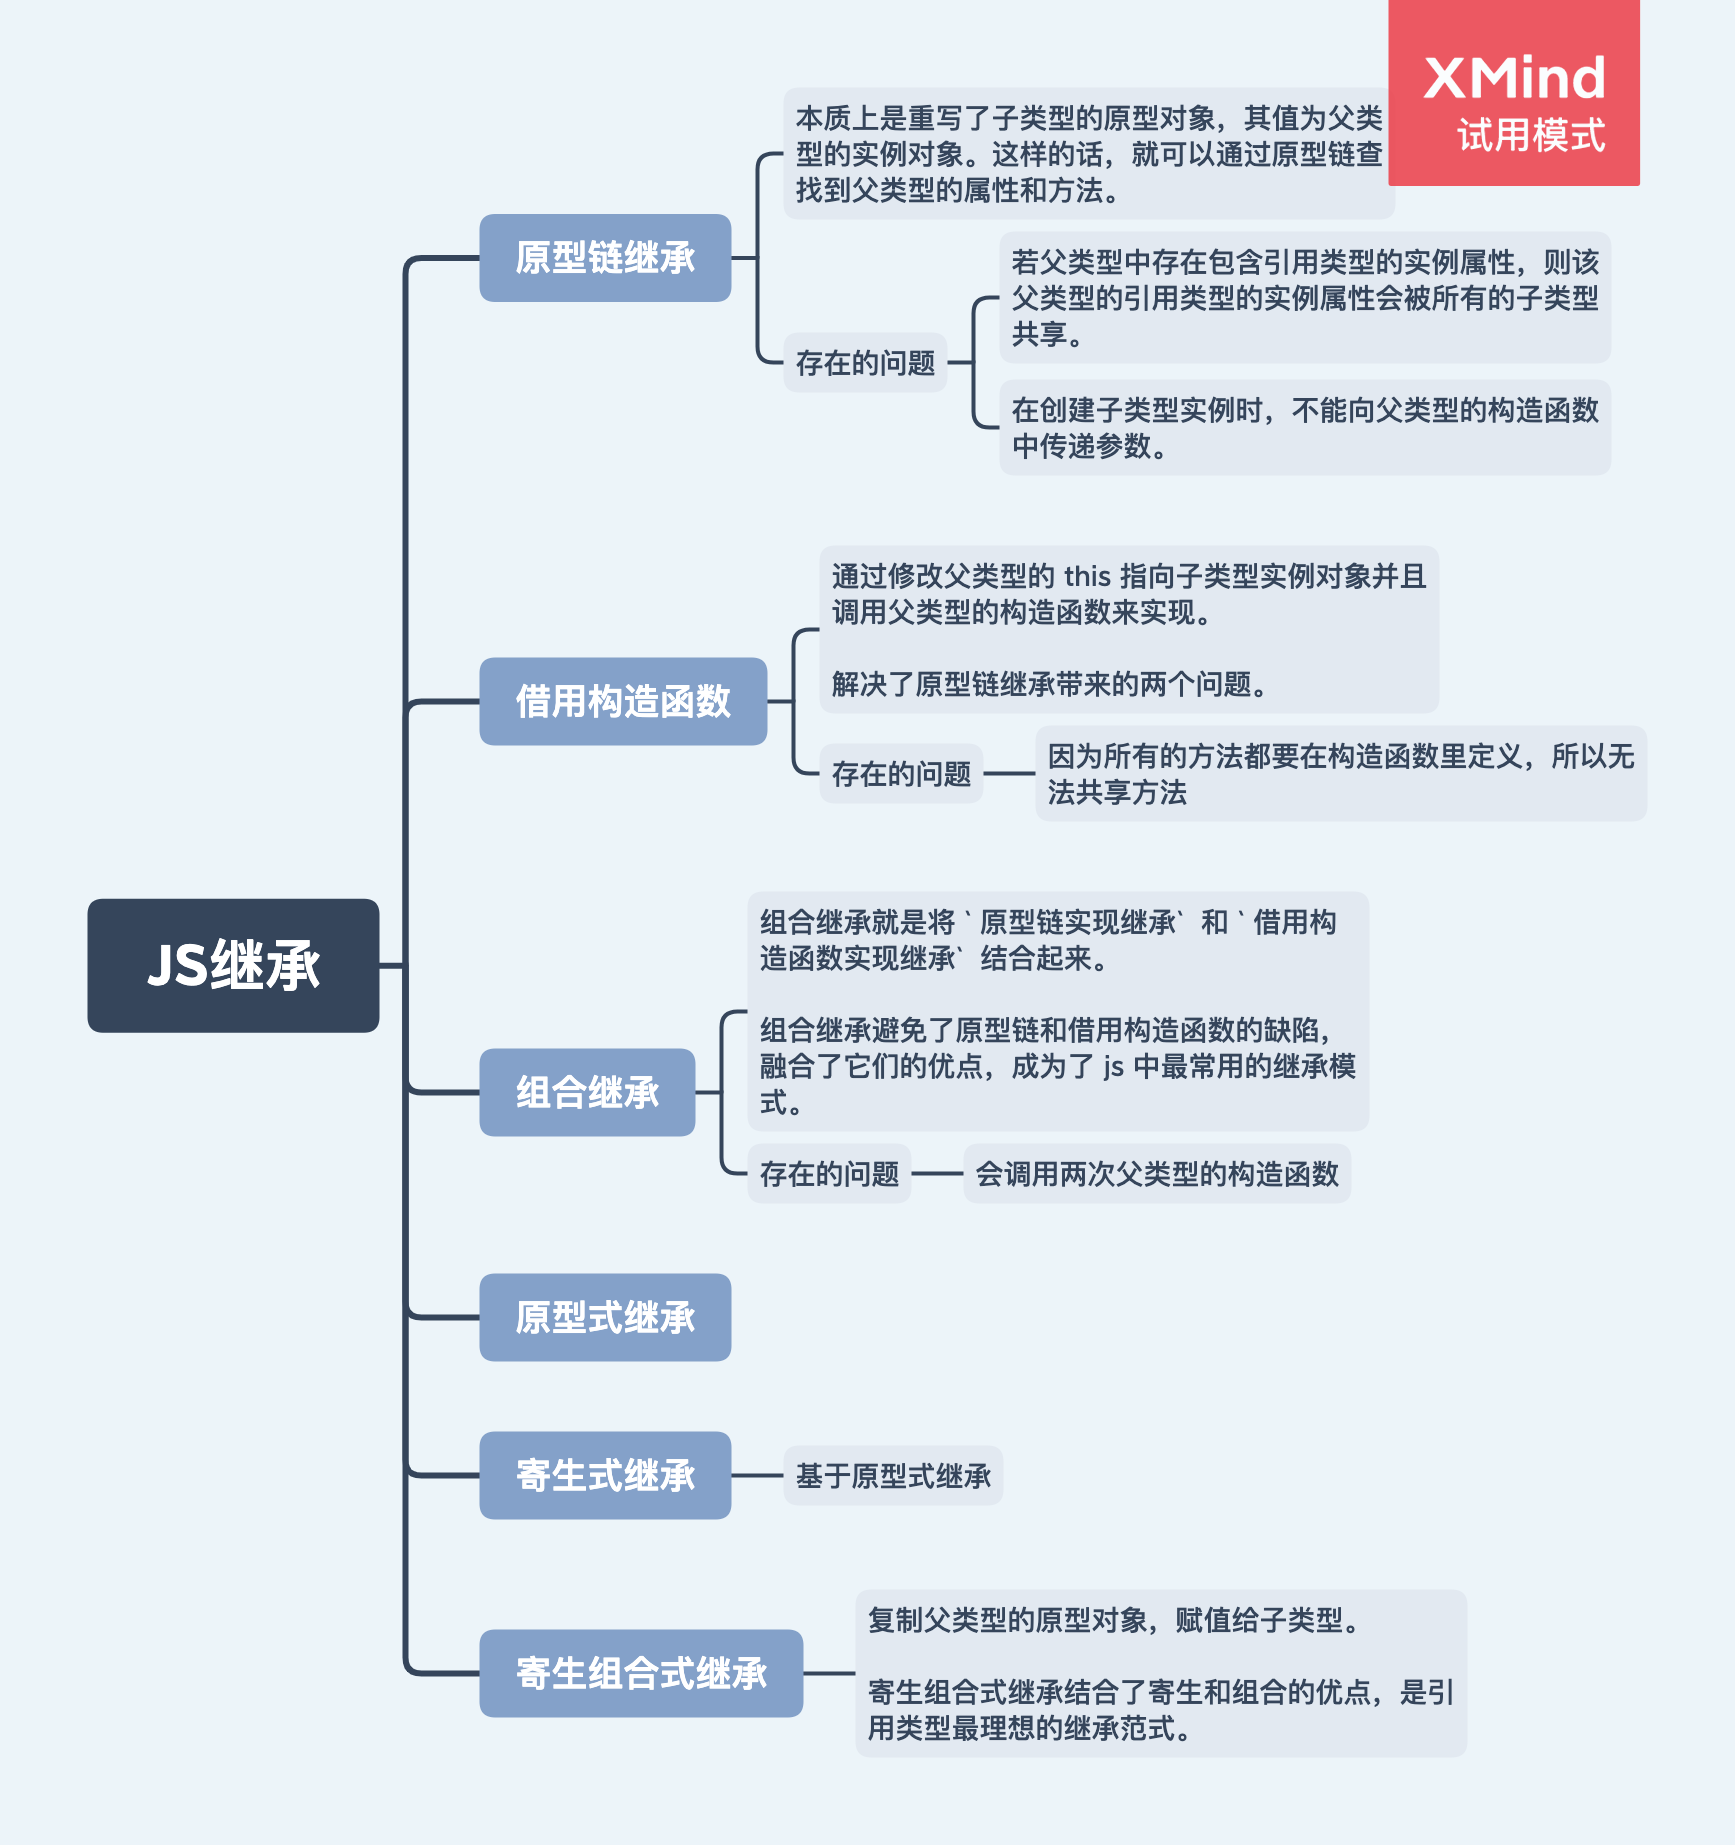 XMind
试用模式
本质上是重写了子类型的原型对象，其值为父类
型的实例对象。这样的话，就可以通过原型链查
找到父类型的属性和方法。
原型链继承
若父类型中存在包含引用类型的实例属性，则该
父类型的引用类型的实例属性会被所有的子类型
共享。
存在的问题
在创建子类型实例时，不能向父类型的构造函数
中传递参数。
通过修改父类型的 this 指向子类型实例对象并且
调用父类型的构造函数来实现。
解决了原型链继承带来的两个问题。
借用构造函数
存在的问题
因为所有的方法都要在构造函数里定义，所以无
法共享方法
JS继承
组合继承就是将 ` 原型链实现继承` 和 ` 借用构
造函数实现继承` 结合起来。
组合继承避免了原型链和借用构造函数的缺陷，
融合了它们的优点，成为了 js 中最常用的继承模
式。
组合继承
存在的问题
会调用两次父类型的构造函数
原型式继承
寄生式继承
基于原型式继承
复制父类型的原型对象，赋值给子类型。
寄生组合式继承
寄生组合式继承结合了寄生和组合的优点，是引
用类型最理想的继承范式。